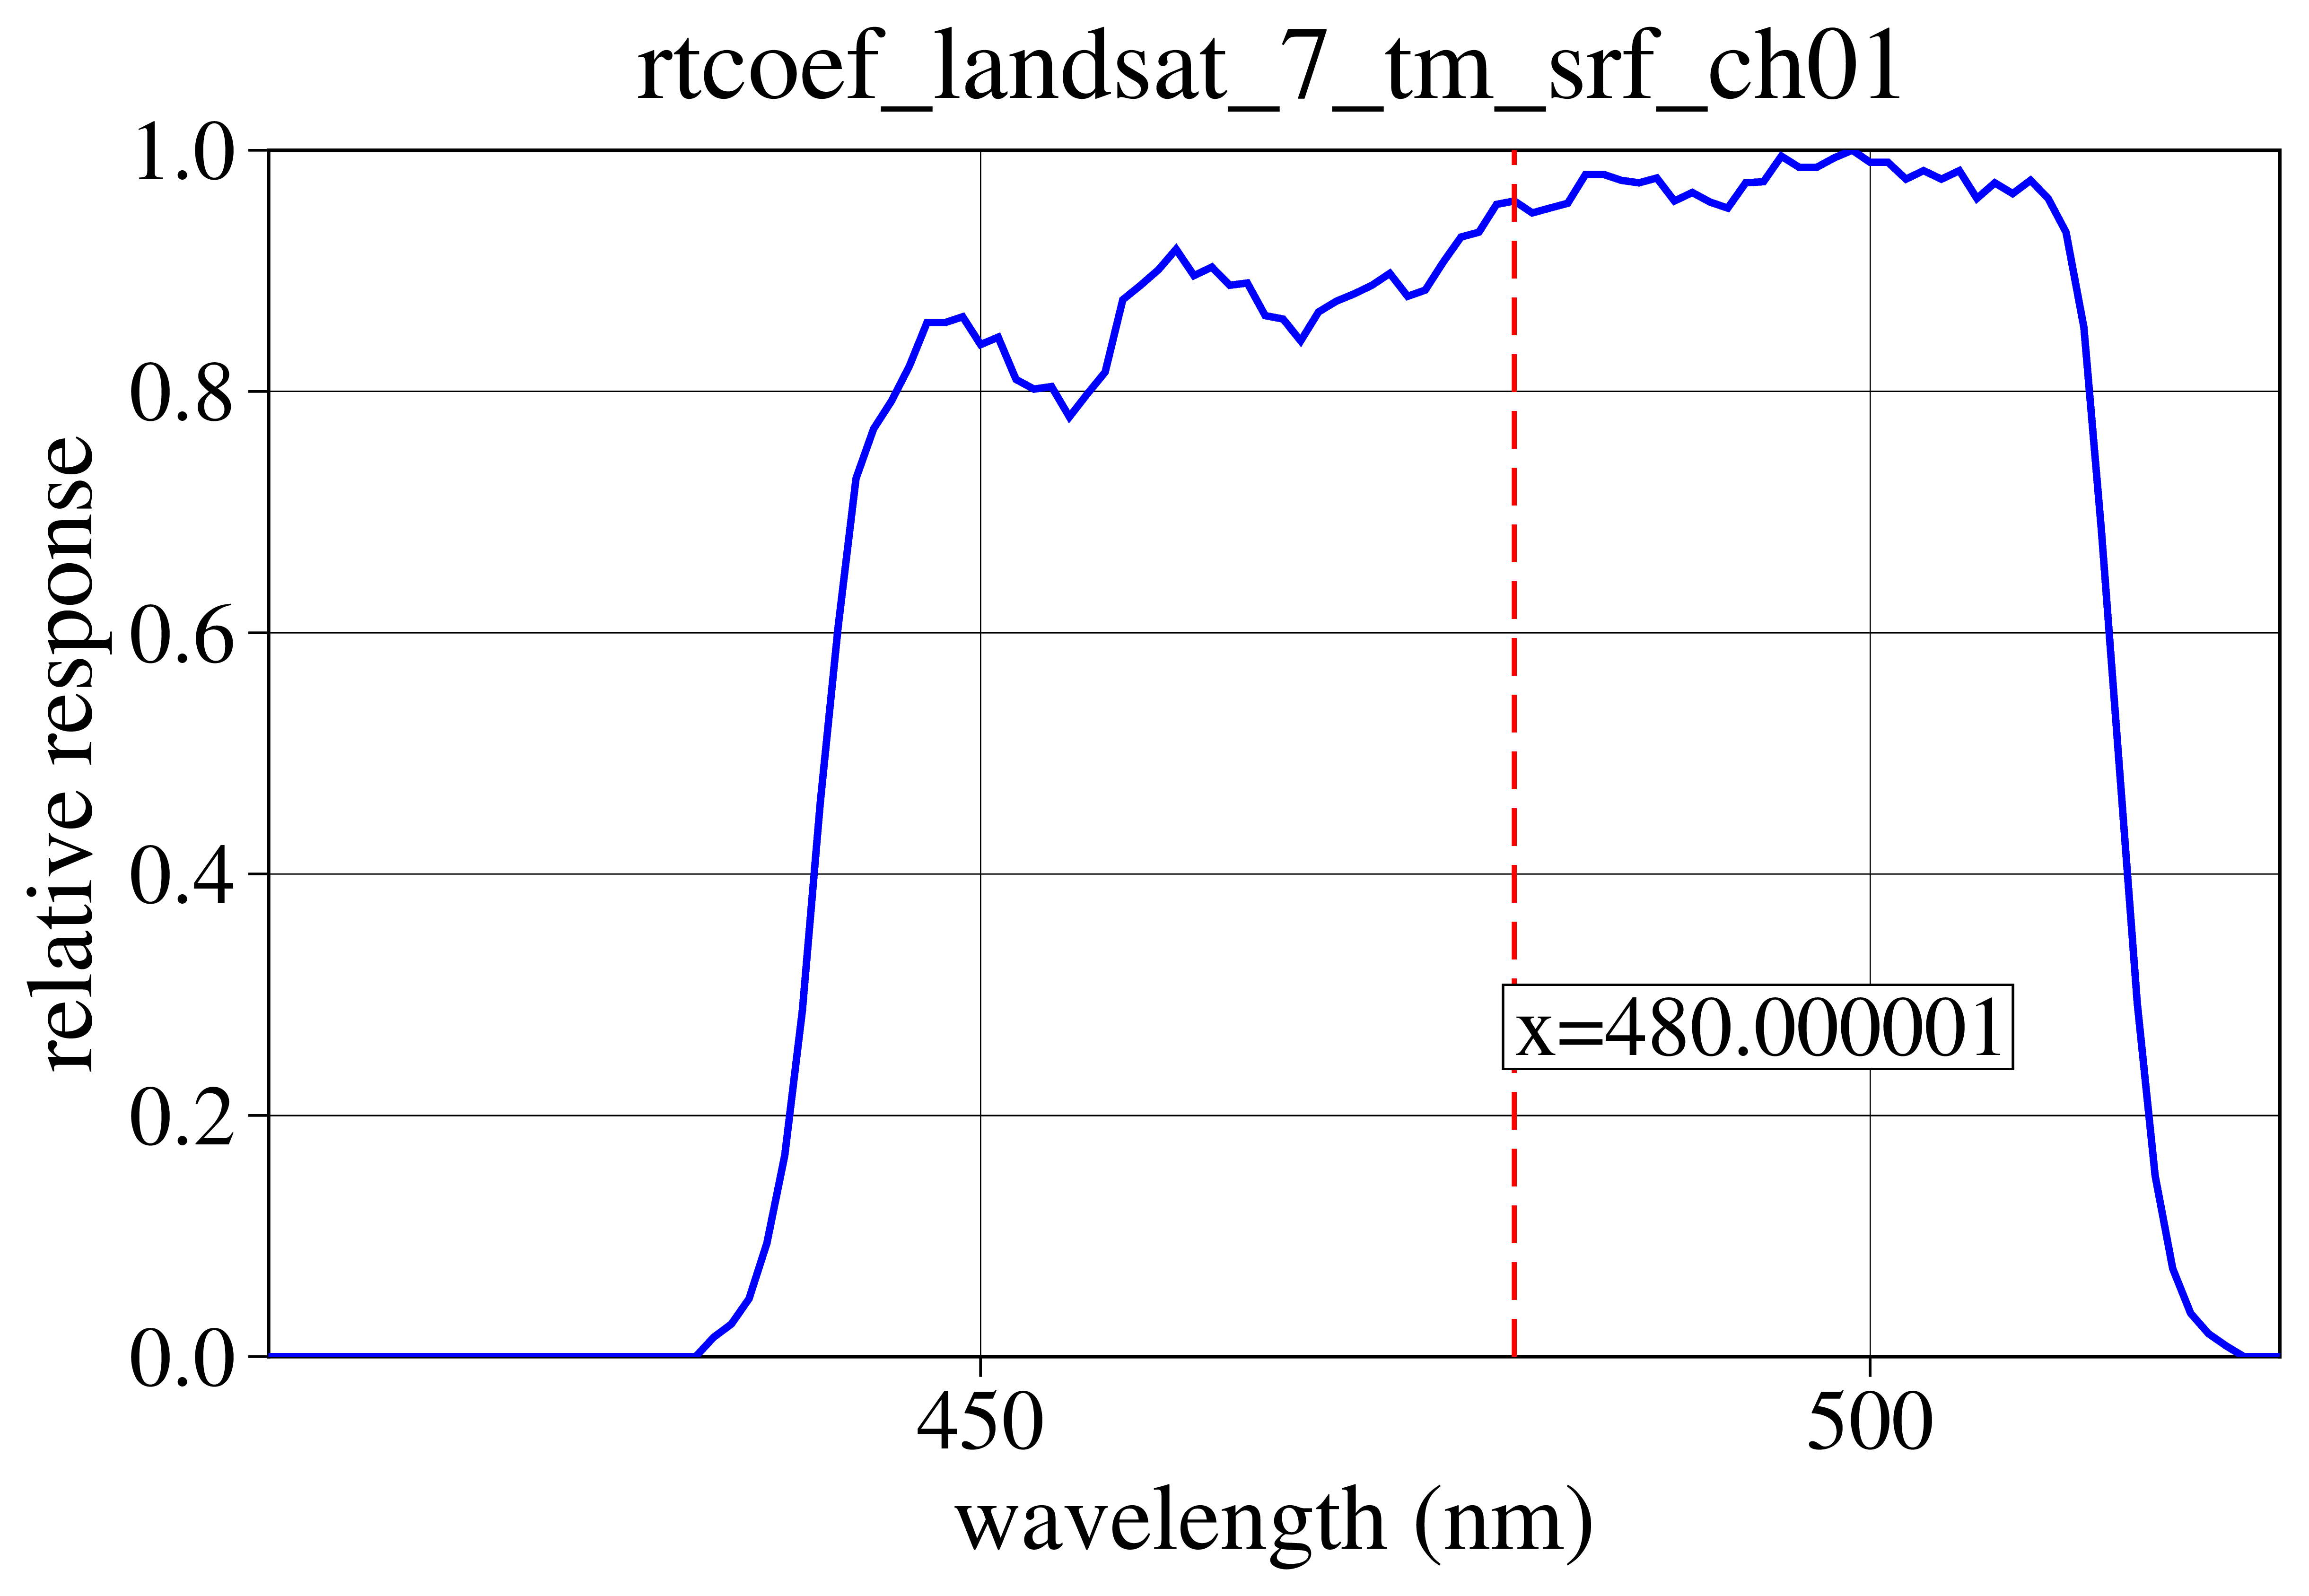 rtcoef_landsat_7_tm_srf_ch01
1.0
0.8
0.6
0.4
0.2
0.0
relative response
x=480.000001
450 500
wavelength (nm)